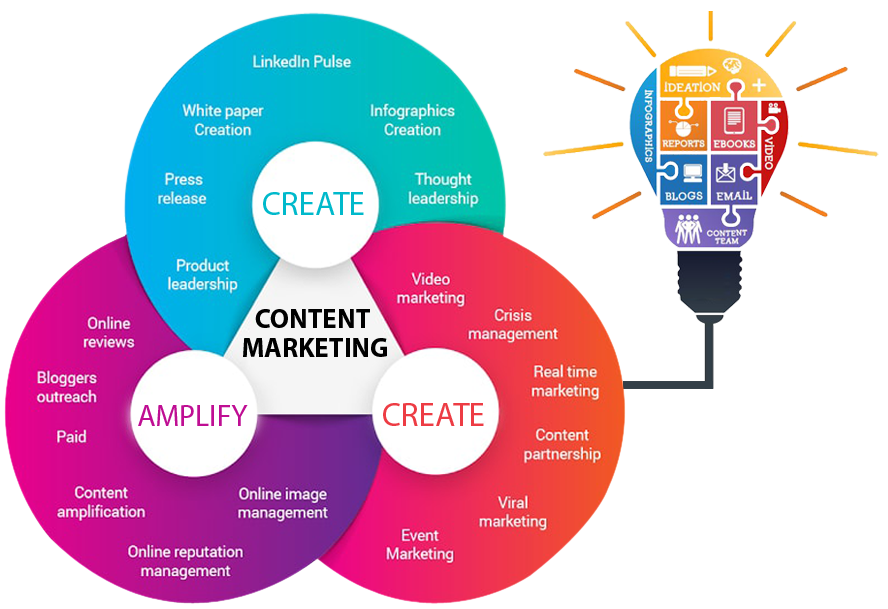 LinkedIn Pulse
White paper
Creation
Infographics
Creation
Press
release
Thought
leadership
CREATE
Product
leadership
CONTENT
MARKETING
Online
reviews
Bloggers
outreach
Paid
AMPLIFY
Content
amplification
Online image
management
Online reputation
management
Video
marketing
Crisis
management
Real time
marketing
CREATE
Content
partnership
Viral
marketing
Event
Marketing
IDEATION
INFOGRAPHICS
REPORTS
EBOOKS
VIDEO
BLOGS
EMAIL
CONTENT
TEAM